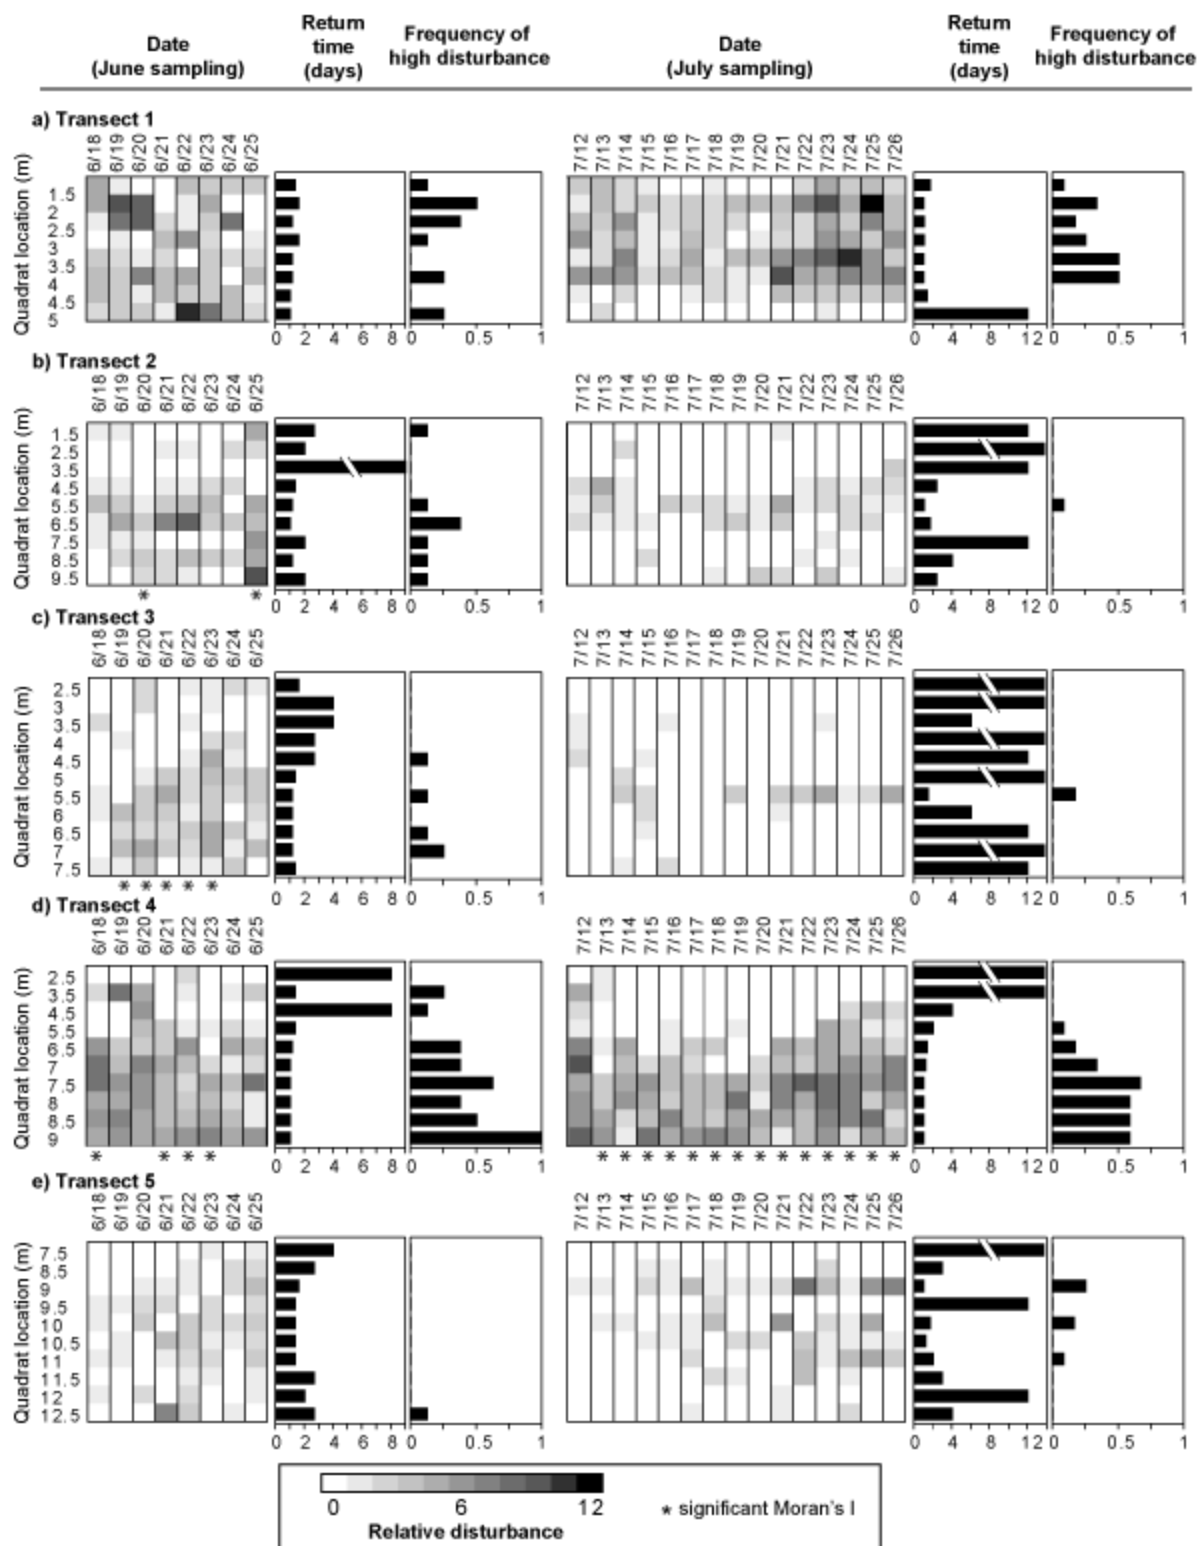 Return
time
(days)
Frequency of
high disturbance
Date
(June sampling)
Return
time
(days)
Frequency of
high disturbance
Date
(July sampling)
a) Transect 1
6/18 6/19 6/20 6/21 6/22 6/23 6/24 6/25
7/12 7/13 7/14 7/15 7/16 7/17 7/18 7/19 7/20 7/21 7/22 7/23 7/24 7/25 7/26
Quadrat location (m)
1.5
2
2.5
3
3.5
4
4.5
5
0 2 4 6 8 0 0.5 1
0 4 8 12 0 0.5 1
b) Transect 2
6/18 6/19 6/20 6/21 6/22 6/23 6/24 6/25
7/12 7/13 7/14 7/15 7/16 7/17 7/18 7/19 7/20 7/21 7/22 7/23 7/24 7/25 7/26
Quadrat location (m)
1.5
2.5
3.5
4.5
5.5
6.5
7.5
8.5
9.5
* *
0 2 4 6 8 0 0.5 1
0 4 8 12 0 0.5 1
c) Transect 3
6/18 6/19 6/20 6/21 6/22 6/23 6/24 6/25
7/12 7/13 7/14 7/15 7/16 7/17 7/18 7/19 7/20 7/21 7/22 7/23 7/24 7/25 7/26
Quadrat location (m)
2.5
3
3.5
4
4.5
5
5.5
6
6.5
7
7.5
* * * * *
0 2 4 6 8 0 0.5 1
0 4 8 12 0 0.5 1
d) Transect 4
6/18 6/19 6/20 6/21 6/22 6/23 6/24 6/25
7/12 7/13 7/14 7/15 7/16 7/17 7/18 7/19 7/20 7/21 7/22 7/23 7/24 7/25 7/26
Quadrat location (m)
2.5
3.5
4.5
5.5
6.5
7
7.5
8
8.5
9
* * * *
* * * * * * * * * * * * * *
0 2 4 6 8 0 0.5 1
0 4 8 12 0 0.5 1
e) Transect 5
6/18 6/19 6/20 6/21 6/22 6/23 6/24 6/25
7/12 7/13 7/14 7/15 7/16 7/17 7/18 7/19 7/20 7/21 7/22 7/23 7/24 7/25 7/26
Quadrat location (m)
7.5
8.5
9
9.5
10
10.5
11
11.5
12
12.5
0 2 4 6 8 0 0.5 1
0 4 8 12 0 0.5 1
0 6 12
Relative disturbance
* significant Moran's I